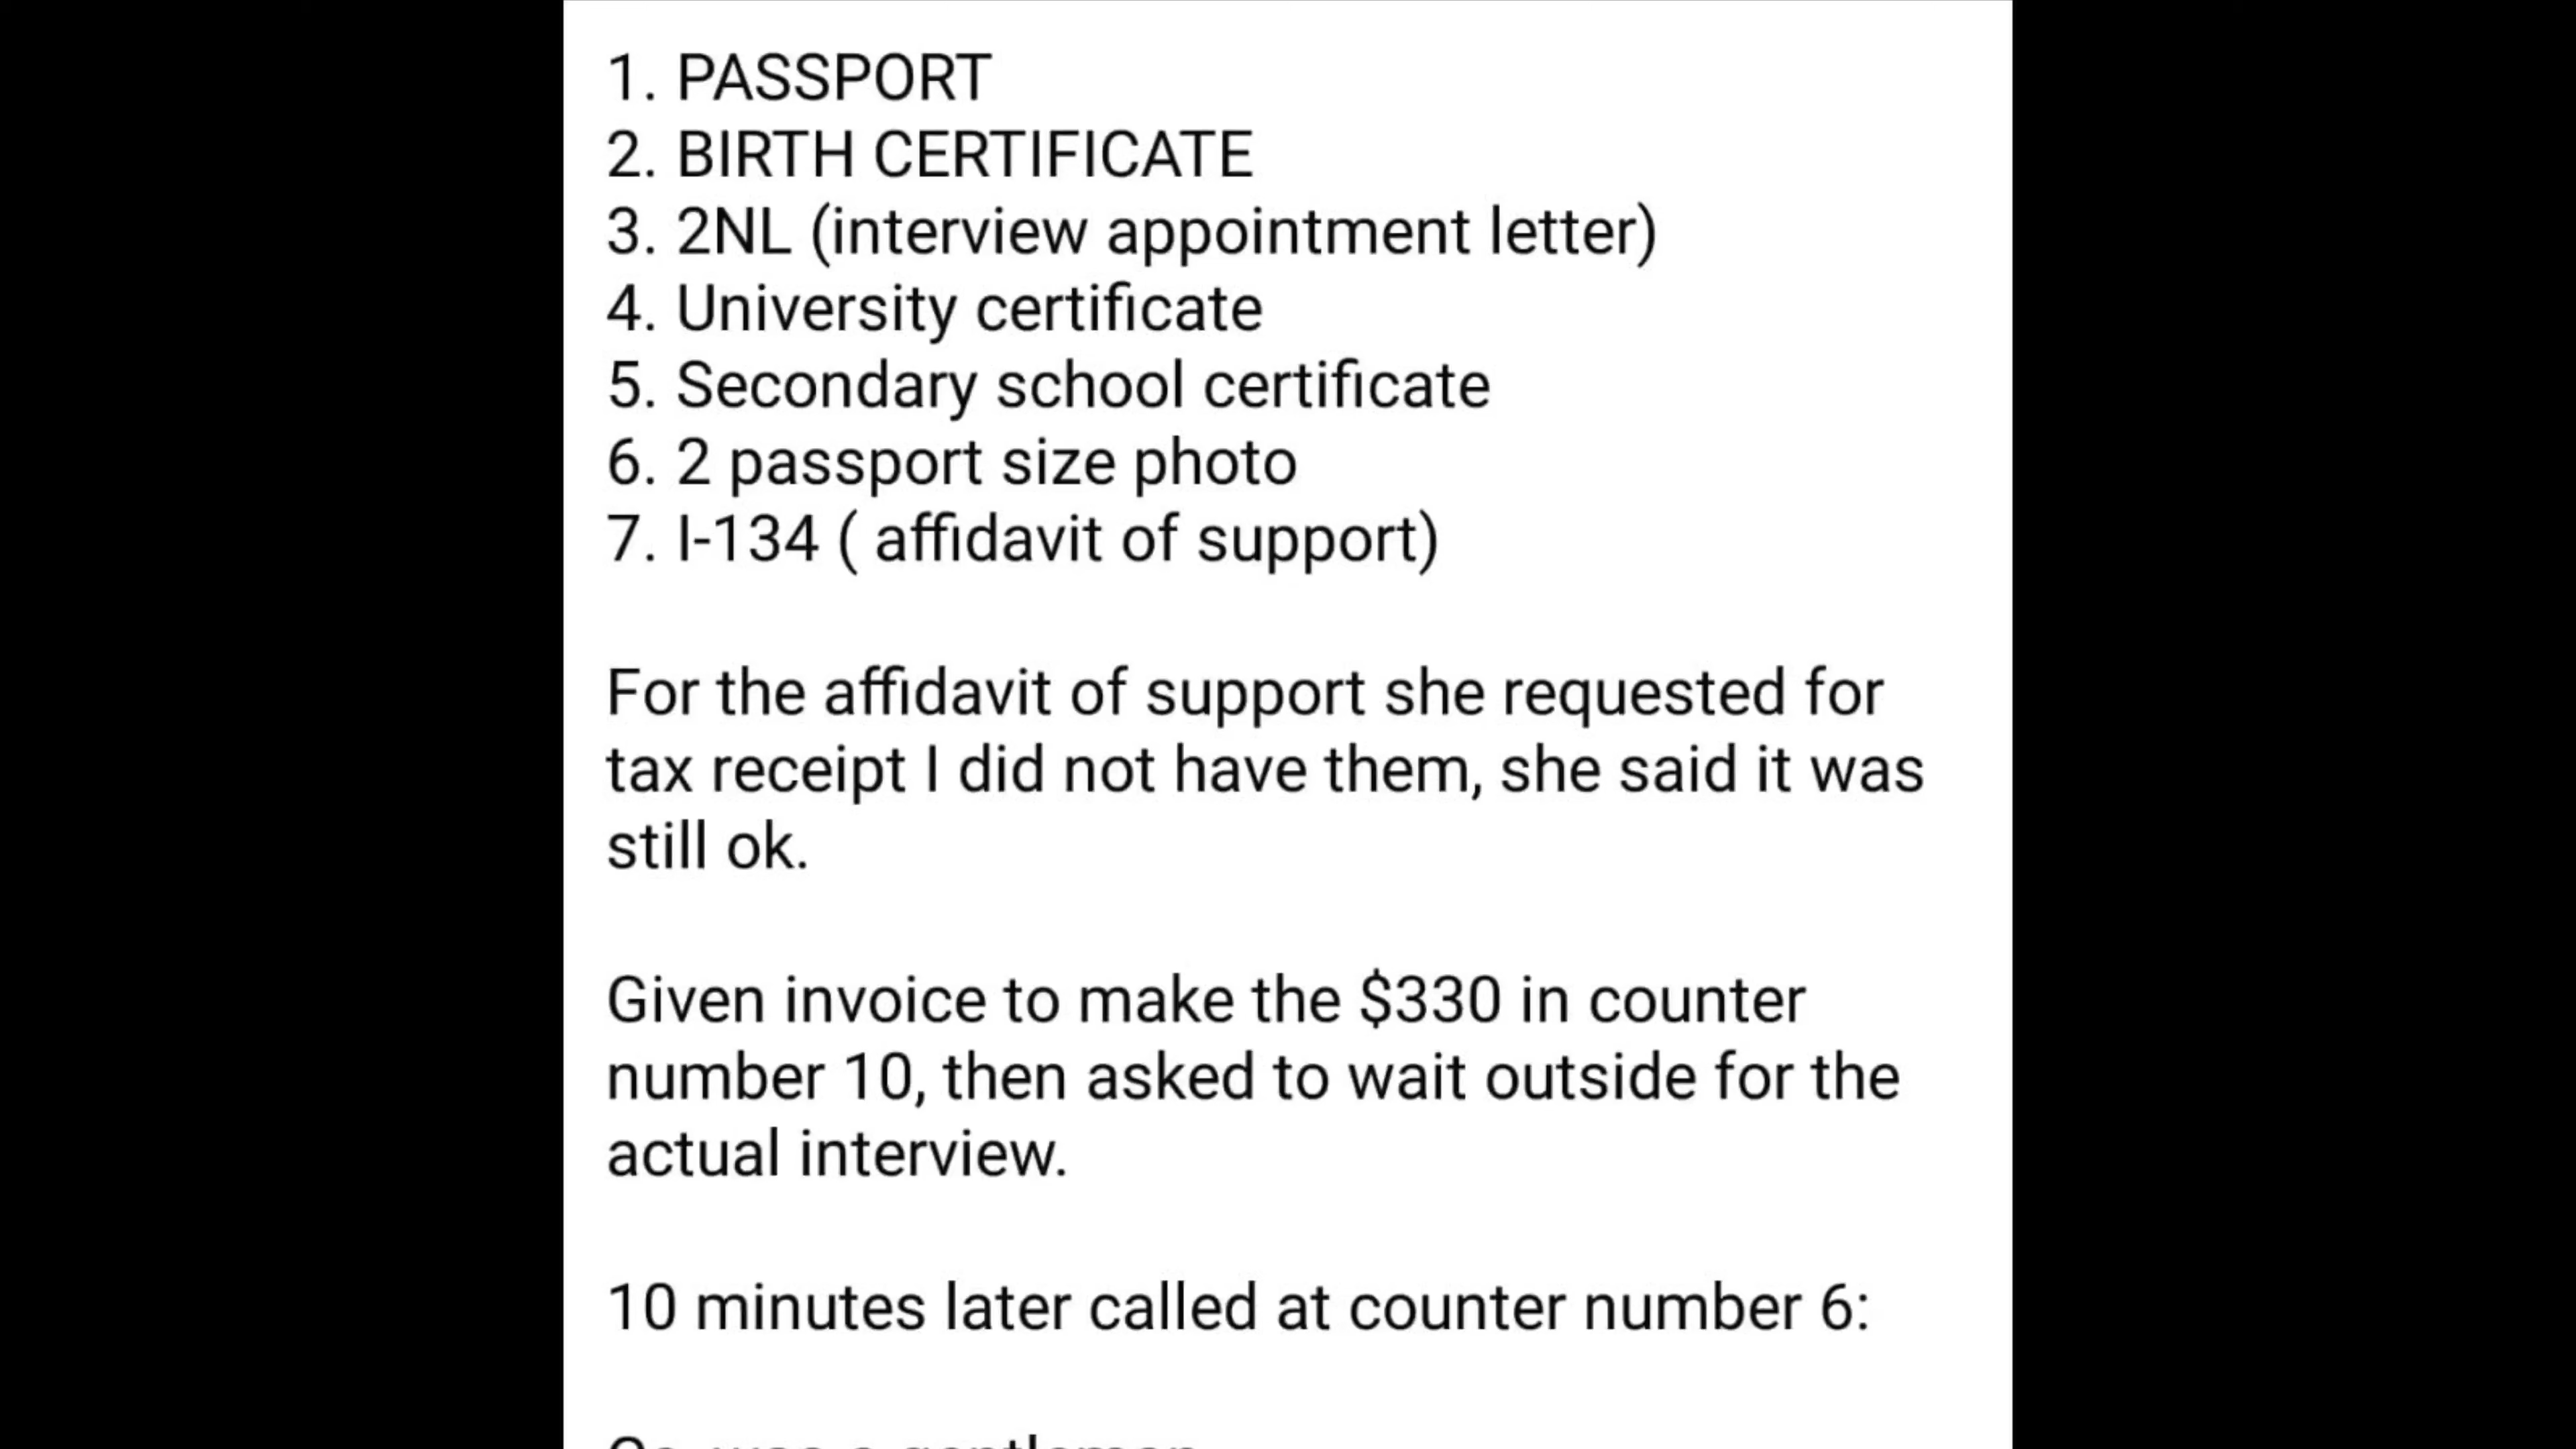 1. PASSPORT
2. BIRTH CERTIFICATE
3. 2NL (interview appointment letter)
4. University certificate
5. Secondary school certificate
6. 2 passport size photo
7. I-134 ( affidavit of support)
For the affidavit of support she requested for
tax receipt I did not have them, she said it was
still ok.
Given invoice to make the $330 in counter
number 10, then asked to wait outside for the
actual interview.
10 minutes later called at counter number 6:
was a gentleman